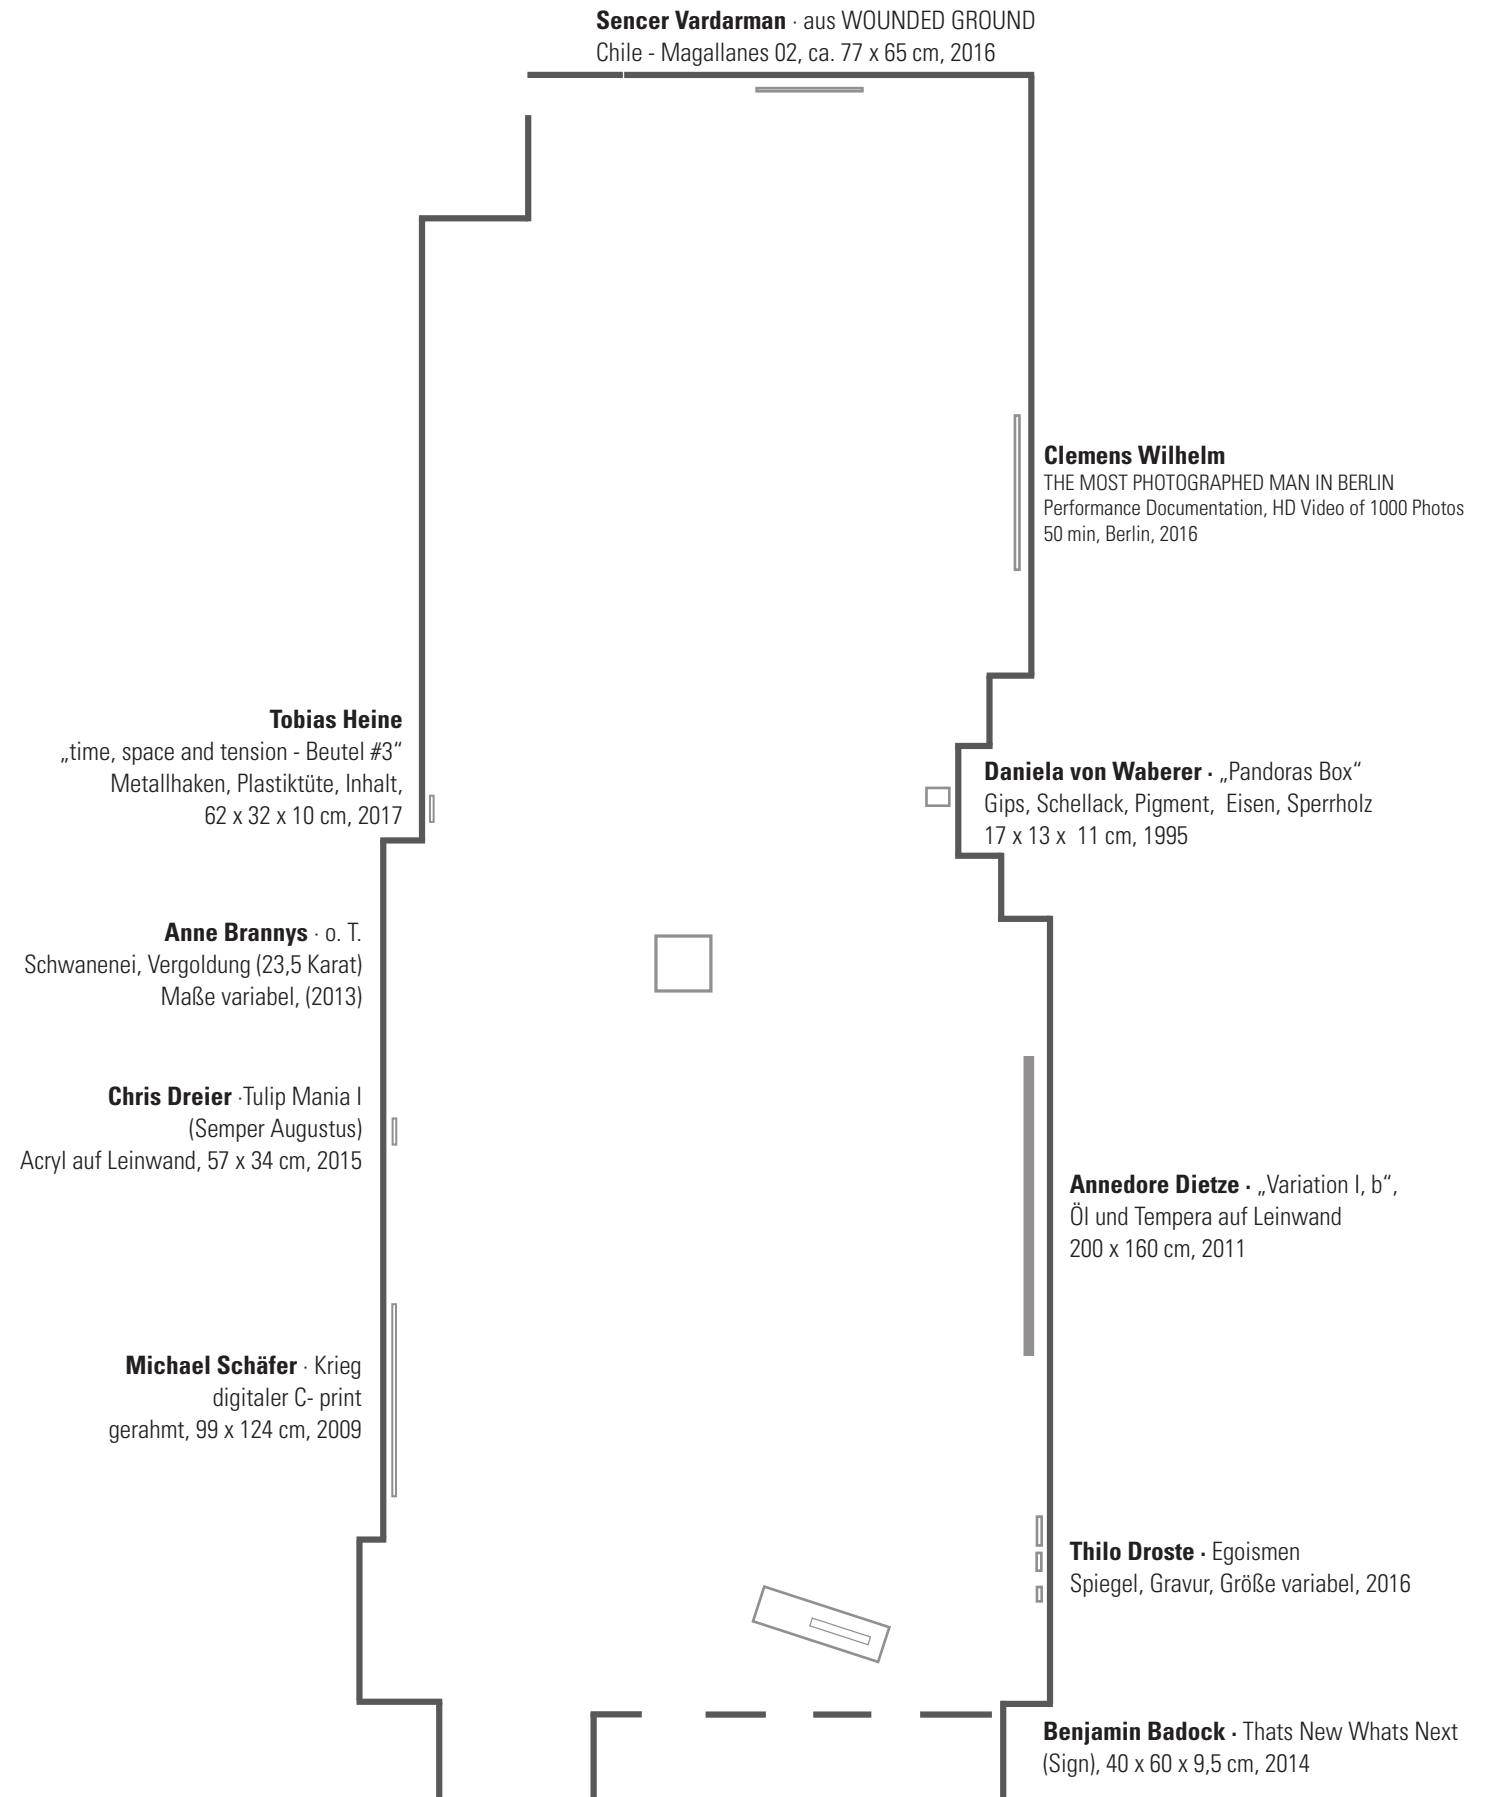 Sencer Vardarman · aus WOUNDED GROUND
Chile - Magallanes 02, ca. 77 x 65 cm, 2016
Clemens Wilhelm
THE MOST PHOTOGRAPHED MAN IN BERLIN
Performance Documentation, HD Video of 1000 Photos
50 min, Berlin, 2016
Tobias Heine
„time, space and tension - Beutel #3“
Metallhaken, Plastiktüte, Inhalt,
62 x 32 x 10 cm, 2017
Daniela von Waberer · „Pandoras Box“
Gips, Schellack, Pigment, Eisen, Sperrholz
17 x 13 x 11 cm, 1995
Anne Brannys · o. T.
Schwanenei, Vergoldung (23,5 Karat)
Maße variabel, (2013)
Chris Dreier ·Tulip Mania I
(Semper Augustus)
Acryl auf Leinwand, 57 x 34 cm, 2015
Annedore Dietze · „Variation I, b“,
Öl und Tempera auf Leinwand
200 x 160 cm, 2011
Michael Schäfer · Krieg
digitaler C- print
gerahmt, 99 x 124 cm, 2009
Thilo Droste · Egoismen
Spiegel, Gravur, Größe variabel, 2016
Benjamin Badock · Thats New Whats Next
(Sign), 40 x 60 x 9,5 cm, 2014